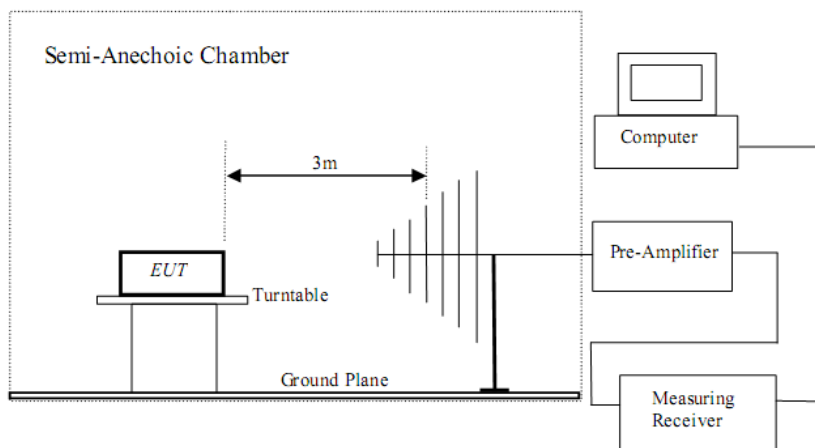 Semi-Anechoic Chamber
Computer
3m
Pre-Amplifier
EUT
Turntable
Ground Plane
Measuring
Receiver